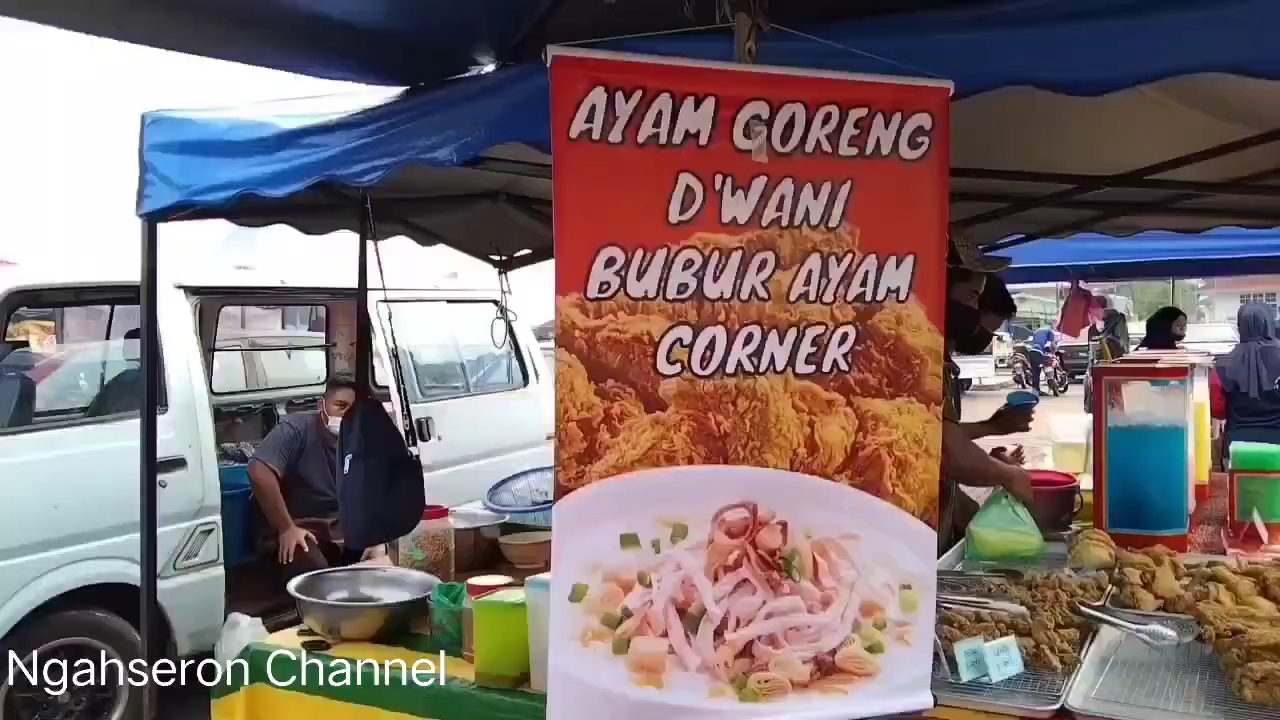 AYAM GORENG
D'WANI
BUBUR AYAM
CORNER
Ngahseron Channel